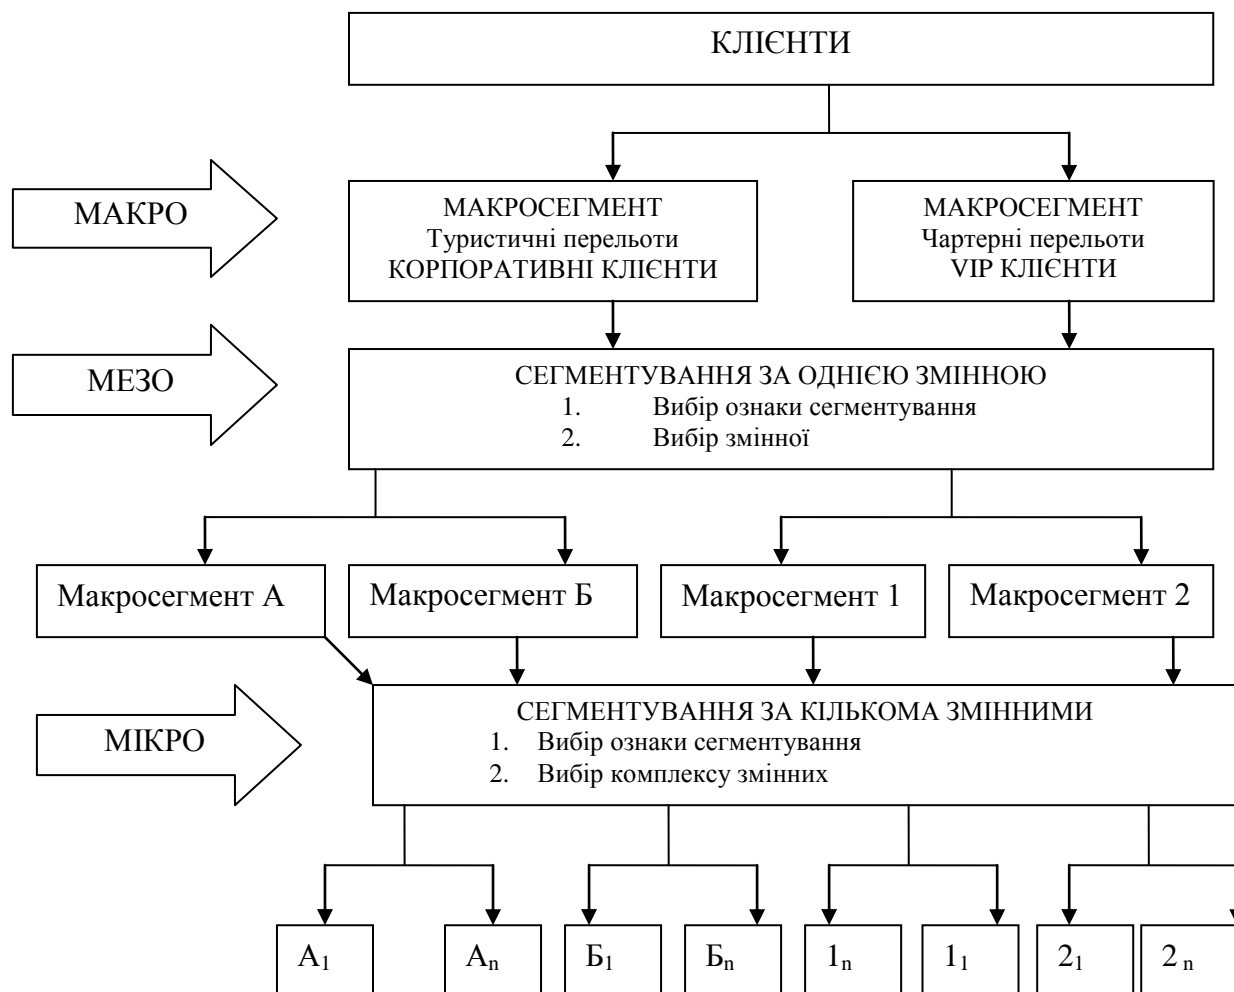 КЛІЄНТИ
МАКРО
МАКРОСЕГМЕНТ
Туристичні перельоти
КОРПОРАТИВНІ КЛІЄНТИ
МАКРОСЕГМЕНТ
Чартерні перельоти
VIP КЛІЄНТИ
МЕЗО
СЕГМЕНТУВАННЯ ЗА ОДНІЄЮ ЗМІННОЮ
1. Вибір ознаки сегментування
2. Вибір змінної
Макросегмент А
Макросегмент Б
Макросегмент 1
Макросегмент 2
МІКРО
СЕГМЕНТУВАННЯ ЗА КІЛЬКОМА ЗМІННИМИ
1. Вибір ознаки сегментування
2. Вибір комплексу змінних
А₁
Аₙ
Б₁
Бₙ
1ₙ
1₁
2₁
2 ₙ